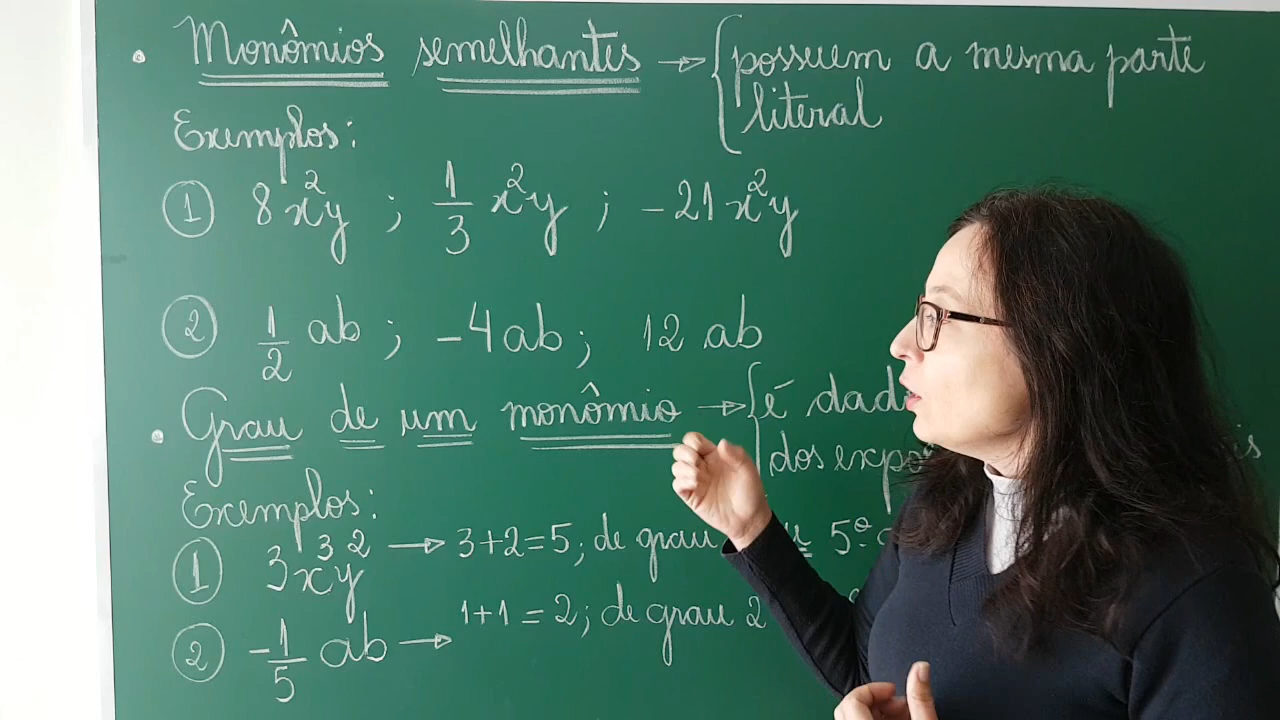 • Monômios semelhantes → { possuem a mesma parte
literal
Exemplos:
① 8x²y ; 1/3 x²y ; -21x²y
② 1/2 ab ; -4ab ; 12 ab
• Grau de um monômio → { é
dos
Exemplos:
① 3x³y² → 3+2=5; de grau 5º
② -1/5 ab → 1+1=2; de grau 2